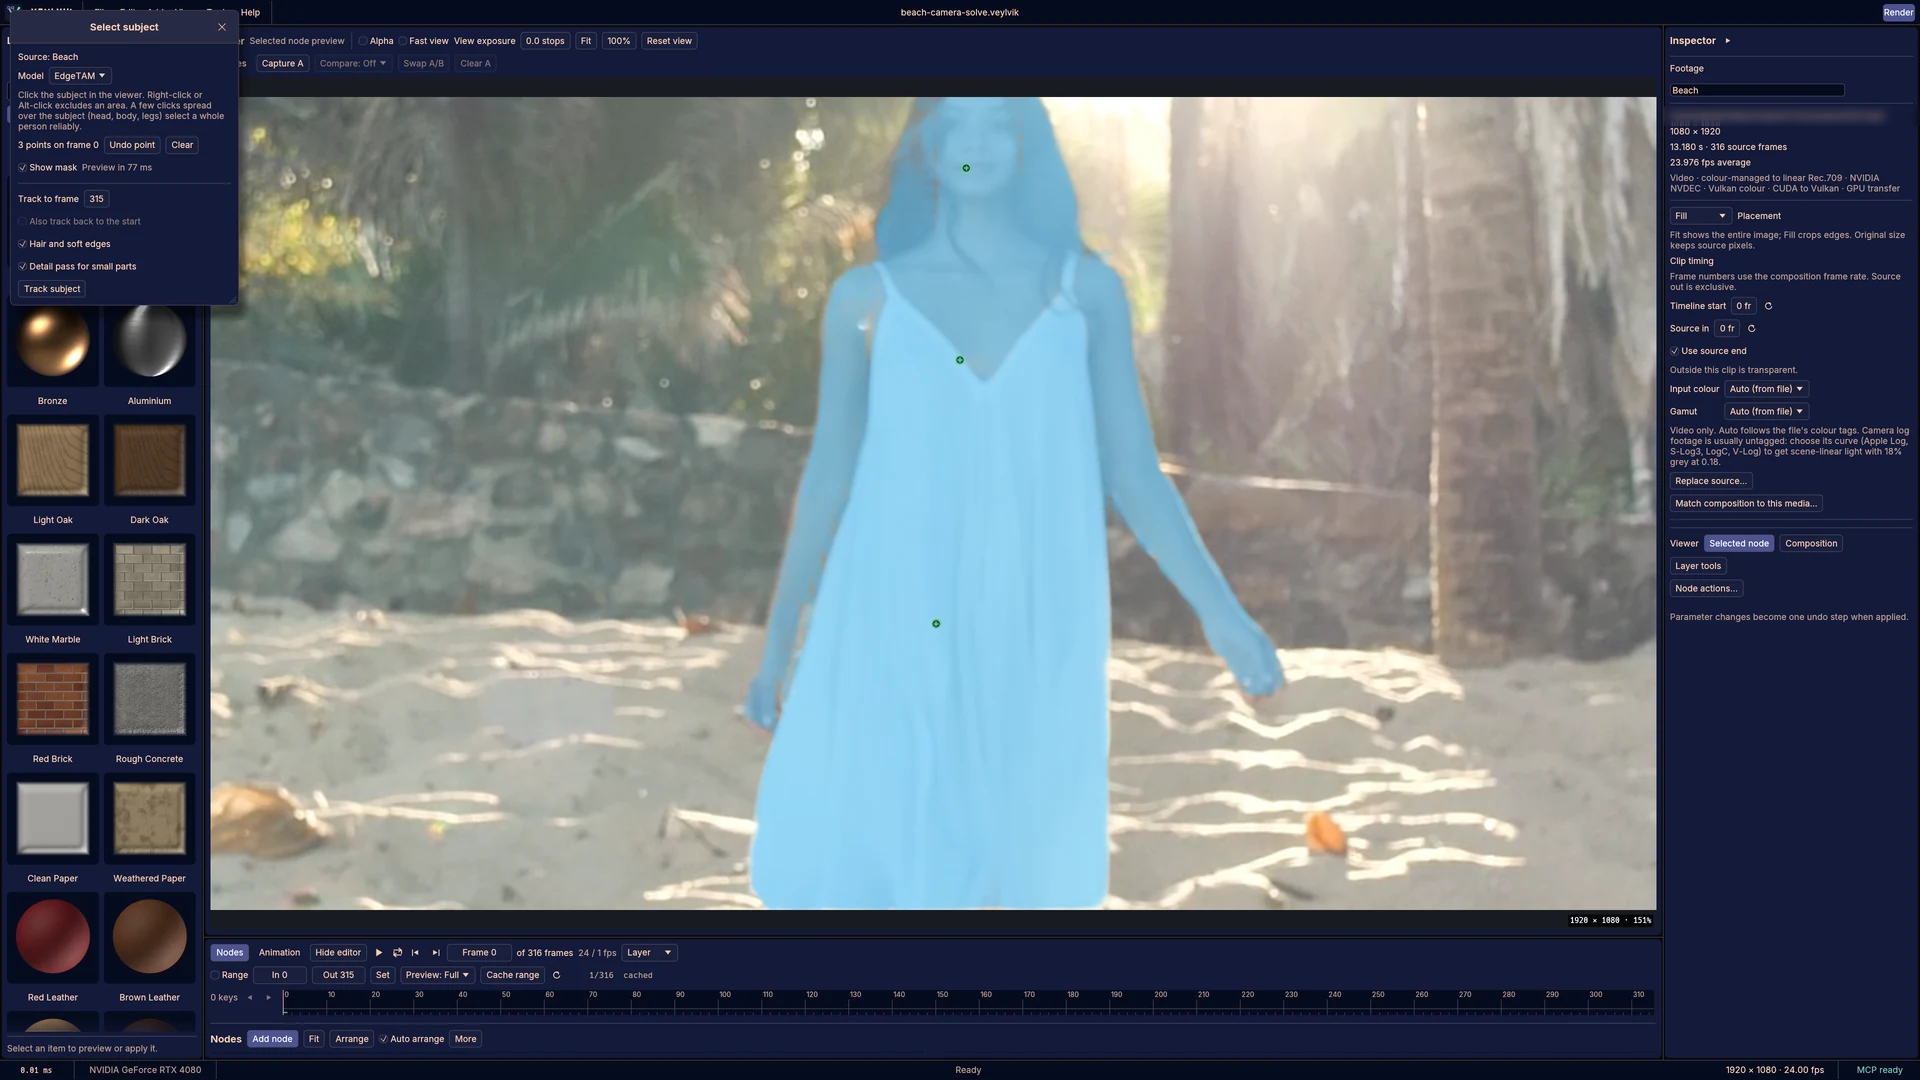 Help
beach-camera-solve.veylvik
Render
Select subject
Source: Beach
Model EdgeTAM
Click the subject in the viewer. Right-click or
Alt-click excludes an area. A few clicks spread
over the subject (head, body, legs) select a whole
person reliably.
3 points on frame 0 Undo point Clear
Show mask Preview in 77 ms
Track to frame 315
Also track back to the start
Hair and soft edges
Detail pass for small parts
Track subject
Bronze Aluminium
Light Oak Dark Oak
White Marble Light Brick
Red Brick Rough Concrete
Clean Paper Weathered Paper
Red Leather Brown Leather
Select an item to preview or apply it.
Selected node preview Alpha Fast view View exposure 0.0 stops Fit 100% Reset view
Capture A Compare: Off Swap A/B Clear A
1920 × 1080 · 151%
Nodes Animation Hide editor Frame 0 of 316 frames 24 / 1 fps Layer
Range In 0 Out 315 Set Preview: Full Cache range 1/316 cached
0 keys 0 10 20 30 40 50 60 70 80 90 100 110 120 130 140 150 160 170 180 190 200 210 220 230 240 250 260 270 280 290 300 310
Nodes Add node Fit Arrange Auto arrange More
Inspector
Footage
Beach
1080 × 1920
13.180 s · 316 source frames
23.976 fps average
Video · colour-managed to linear Rec.709 · NVIDIA
NVDEC · Vulkan colour · CUDA to Vulkan · GPU transfer
Fill Placement
Fit shows the entire image; Fill crops edges. Original size
keeps source pixels.
Clip timing
Frame numbers use the composition frame rate. Source
out is exclusive.
Timeline start 0 fr
Source in 0 fr
Use source end
Outside this clip is transparent.
Input colour Auto (from file)
Gamut Auto (from file)
Video only. Auto follows the file's colour tags. Camera log
footage is usually untagged: choose its curve (Apple Log,
S-Log3, LogC, V-Log) to get scene-linear light with 18%
grey at 0.18.
Replace source...
Match composition to this media...
Viewer Selected node Composition
Layer tools
Node actions...
Parameter changes become one undo step when applied.
0.01 ms NVIDIA GeForce RTX 4080 Ready 1920 × 1080 · 24.00 fps MCP ready